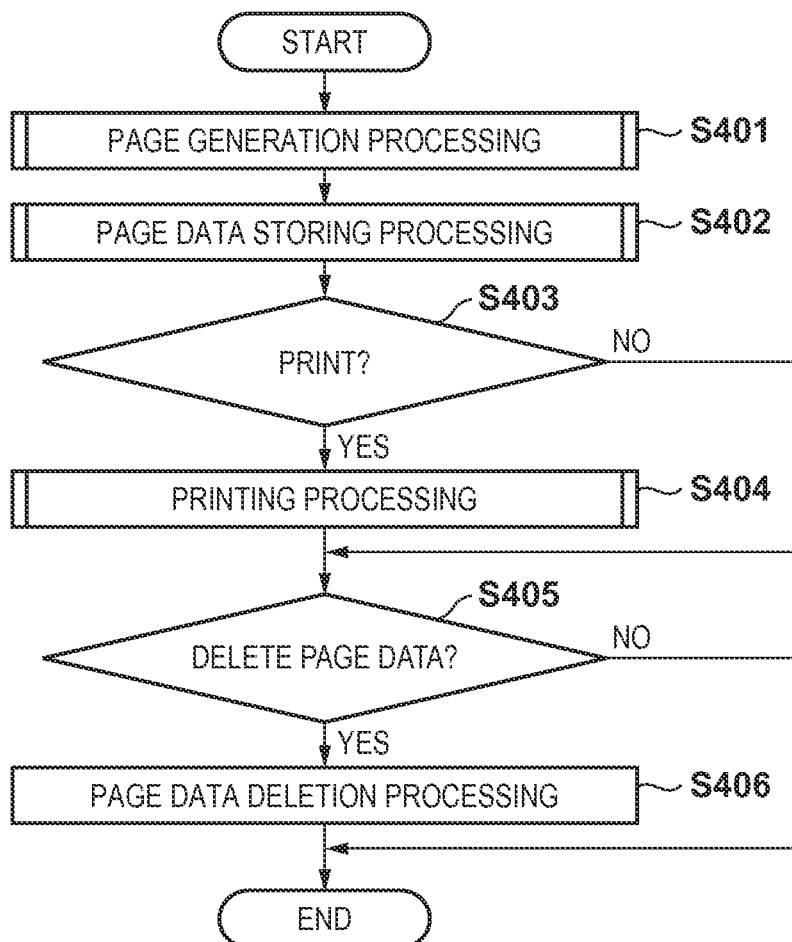 START
PAGE GENERATION PROCESSING
S401
PAGE DATA STORING PROCESSING
S402
S403
PRINT?
NO
YES
PRINTING PROCESSING
S404
S405
DELETE PAGE DATA?
NO
YES
PAGE DATA DELETION PROCESSING
S406
END